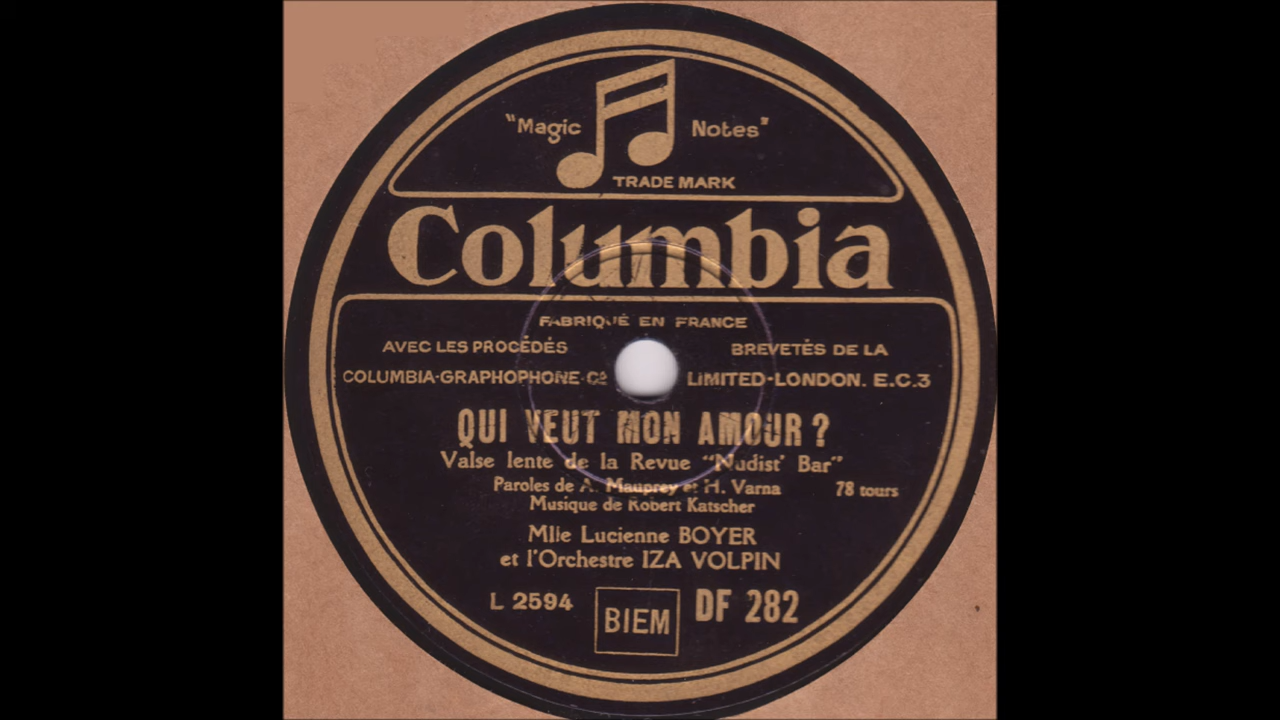 "Magic Notes"
TRADE MARK
Columbia
FABRIQUÉ EN FRANCE
AVEC LES PROCÉDÉS BREVETÉS DE LA
COLUMBIA-GRAPHOPHONE Cº LIMITED-LONDON. E.C.3
QUI VEUT MON AMOUR ?
Valse lente de la Revue "Nudist' Bar"
Paroles de A. Mauprey et H. Varna 78 tours
Musique de Robert Katscher
Mlle Lucienne BOYER
et l'Orchestre IZA VOLPIN
L 2594 BIEM DF 282